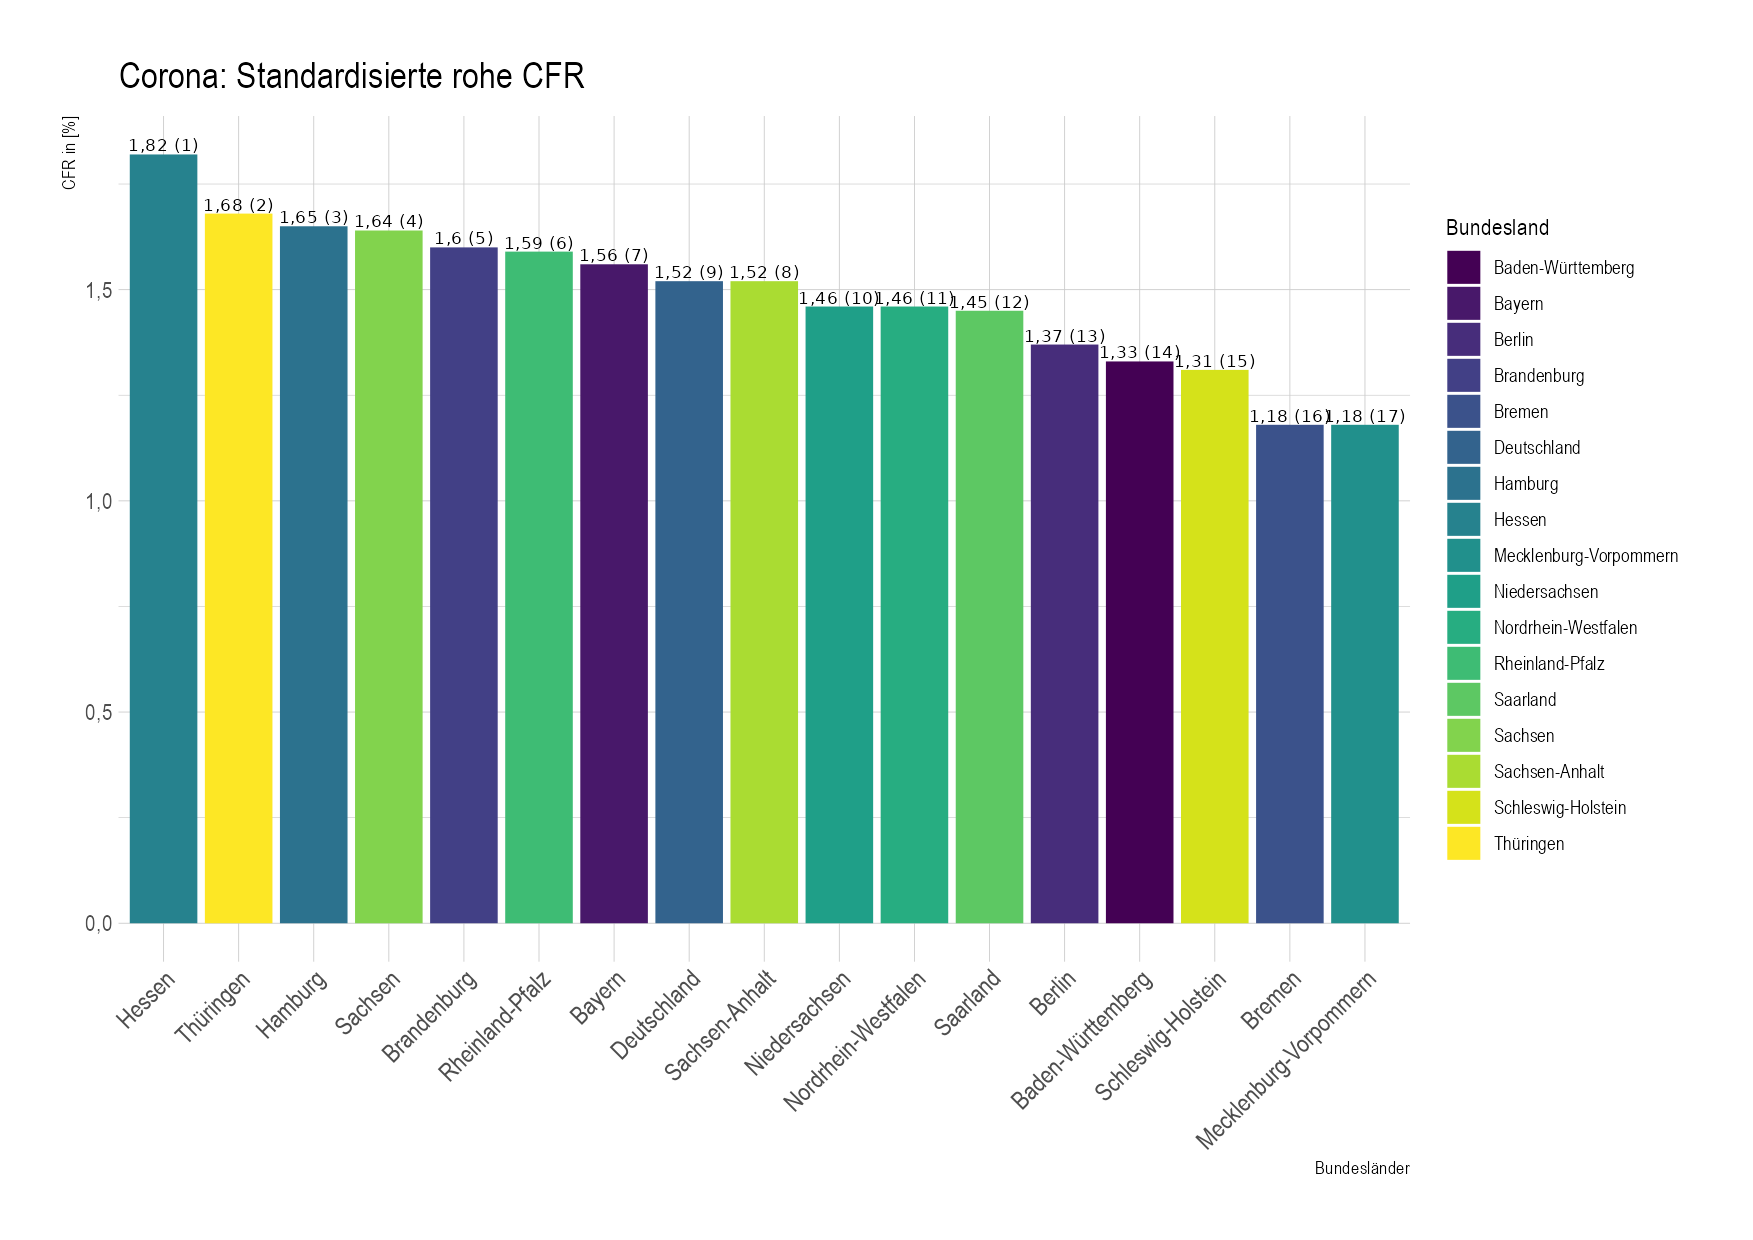 Corona: Standardisierte rohe CFR
CFR in [%]
1,82 (1)
1,68 (2)
1,65 (3)
1,64 (4)
1,6 (5)
1,59 (6)
1,56 (7)
1,52 (9)
1,52 (8)
1,46 (10)
1,46 (11)
1,45 (12)
1,37 (13)
1,33 (14)
1,31 (15)
1,18 (16)
1,18 (17)
1,5
1,0
0,5
0,0
Hessen
Thüringen
Hamburg
Sachsen
Brandenburg
Rheinland-Pfalz
Bayern
Deutschland
Sachsen-Anhalt
Niedersachsen
Nordrhein-Westfalen
Saarland
Berlin
Baden-Württemberg
Schleswig-Holstein
Bremen
Mecklenburg-Vorpommern
Bundesländer
Bundesland
Baden-Württemberg
Bayern
Berlin
Brandenburg
Bremen
Deutschland
Hamburg
Hessen
Mecklenburg-Vorpommern
Niedersachsen
Nordrhein-Westfalen
Rheinland-Pfalz
Saarland
Sachsen
Sachsen-Anhalt
Schleswig-Holstein
Thüringen